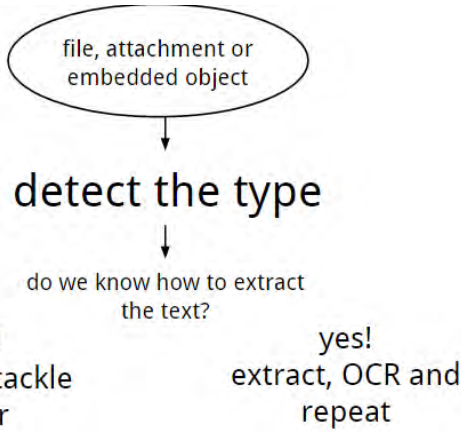 file, attachment or
embedded object
detect the type
do we know how to extract
the text?
tackle
yes!
extract, OCR and
repeat